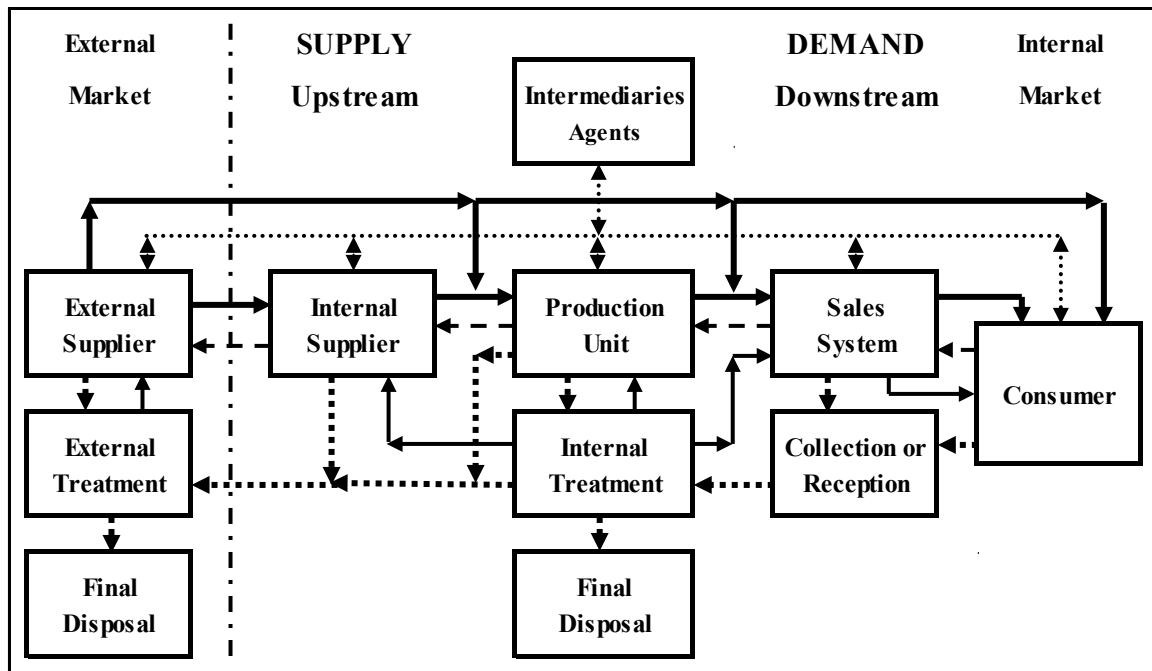 External
Market
SUPPLY
Upstream
DEMAND
Downstream
Internal
Market
Intermediaries
Agents
External
Supplier
Internal
Supplier
Production
Unit
Sales
System
Consumer
External
Treatment
Internal
Treatment
Collection or
Reception
Final
Disposal
Final
Disposal